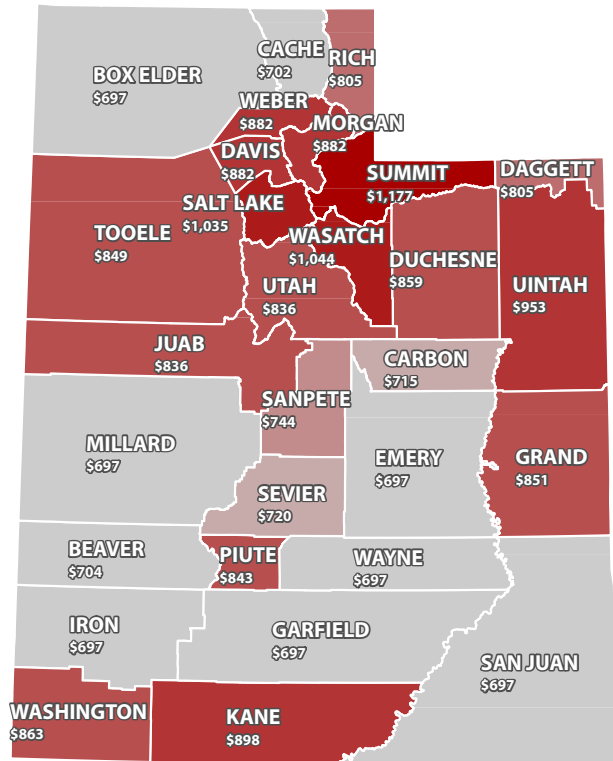 CACHE
$702
RICH
$805
BOX ELDER
$697
WEBER
$882
MORGAN
$882
DAVIS
$882
SUMMIT
$1,177
DAGGETT
$805
SALT LAKE
$1,035
TOOELE
$849
WASATCH
$1,044
DUCHESNE
$859
UINTAH
$953
UTAH
$836
JUAB
$836
CARBON
$715
SANPETE
$744
MILLARD
$697
EMERY
$697
GRAND
$851
SEVIER
$720
BEAVER
$704
PIUTE
$843
WAYNE
$697
IRON
$697
GARFIELD
$697
SAN JUAN
$697
WASHINGTON
$863
KANE
$898